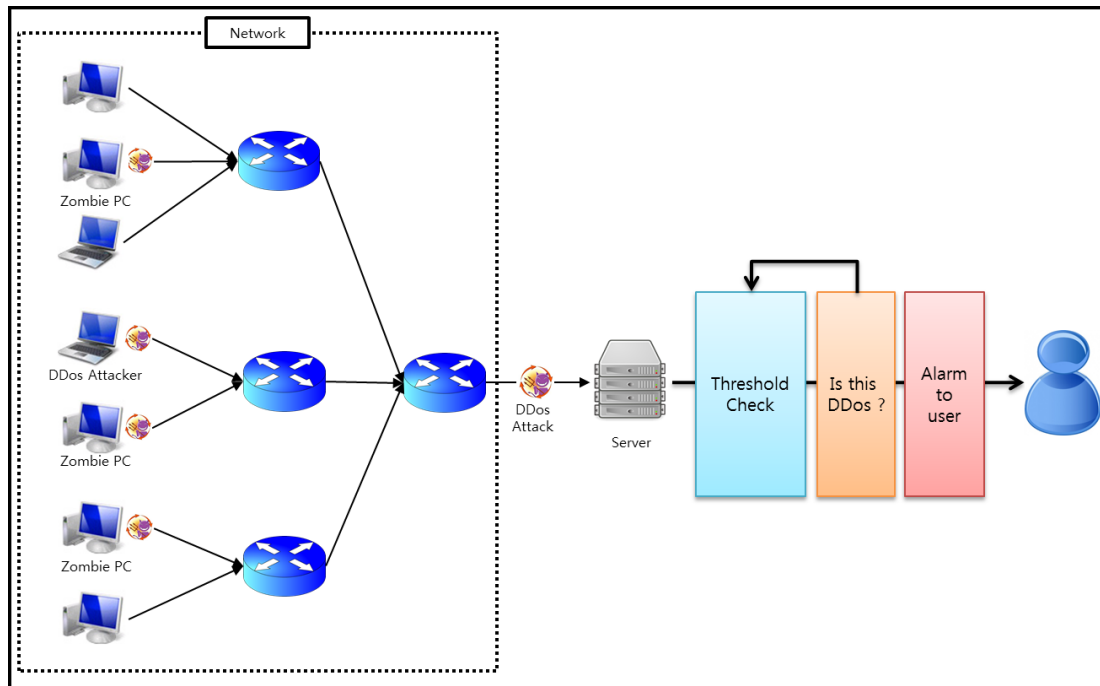 Network
Zombie PC
DDos Attacker
Zombie PC
Zombie PC
DDos
Attack
Server
Threshold
Check
Is this
DDos ?
Alarm
to
user